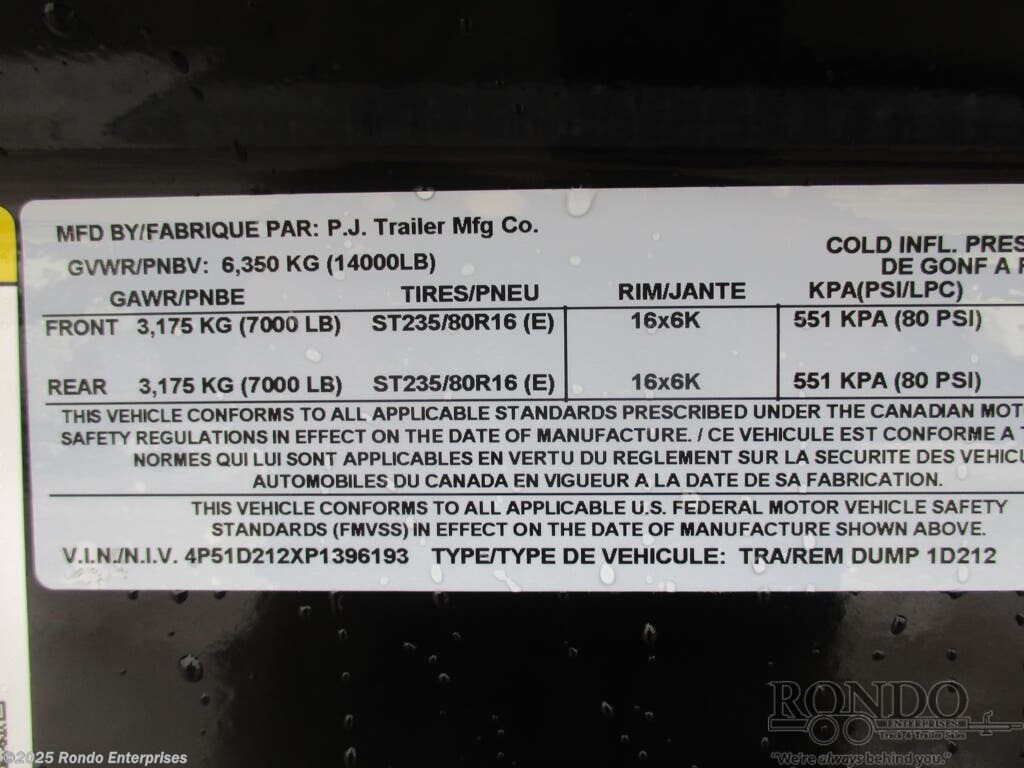 MFD BY/FABRIQUE PAR: P.J. Trailer Mfg Co.
COLD INFL. PRES
GVWR/PNBV: 6,350 KG (14000LB)
DE GONF A F
GAWR/PNBE TIRES/PNEU RIM/JANTE KPA(PSI/LPC)
FRONT 3,175 KG (7000 LB) ST235/80R16 (E) 16x6K 551 KPA (80 PSI)
REAR 3,175 KG (7000 LB) ST235/80R16 (E) 16x6K 551 KPA (80 PSI)
THIS VEHICLE CONFORMS TO ALL APPLICABLE STANDARDS PRESCRIBED UNDER THE CANADIAN MOT
SAFETY REGULATIONS IN EFFECT ON THE DATE OF MANUFACTURE. / CE VEHICULE EST CONFORME A T
NORMES QUI LUI SONT APPLICABLES EN VERTU DU REGLEMENT SUR LA SECURITE DES VEHICU
AUTOMOBILES DU CANADA EN VIGUEUR A LA DATE DE SA FABRICATION.
THIS VEHICLE CONFORMS TO ALL APPLICABLE U.S. FEDERAL MOTOR VEHICLE SAFETY
STANDARDS (FMVSS) IN EFFECT ON THE DATE OF MANUFACTURE SHOWN ABOVE.
V.I.N./N.I.V. 4P51D212XP1396193 TYPE/TYPE DE VEHICULE: TRA/REM DUMP 1D212
RONDO
ENTERPRISES
Truck & Trailer Sales
"We're always behind you."
©2025 Rondo Enterprises